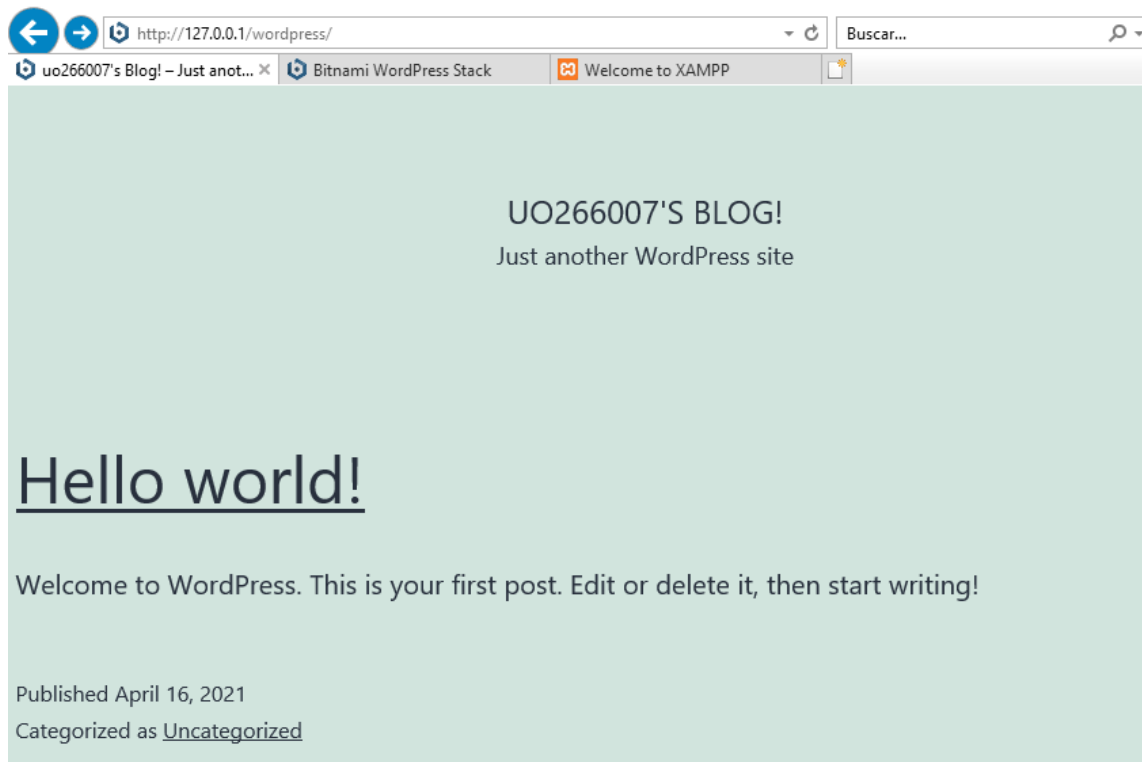 http://127.0.0.1/wordpress/
Buscar...
uo266007's Blog! – Just anot...
Bitnami WordPress Stack
Welcome to XAMPP
UO266007'S BLOG!
Just another WordPress site
Hello world!
Welcome to WordPress. This is your first post. Edit or delete it, then start writing!
Published April 16, 2021
Categorized as Uncategorized